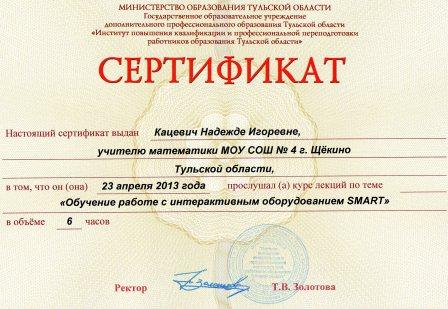 МИНИСТЕРСТВО ОБРАЗОВАНИЯ ТУЛЬСКОЙ ОБЛАСТИ
Государственное образовательное учреждение
дополнительного профессионального образования Тульской области
«Институт повышения квалификации и профессиональной переподготовки
работников образования Тульской области»
СЕРТИФИКАТ
Настоящий сертификат выдан Кацевич Надежде Игоревне,
учителю математики МОУ СОШ № 4 г. Щёкино
Тульской области,
в том, что он (она) 23 апреля 2013 года прослушал (а) курс лекций по теме
«Обучение работе с интерактивным оборудованием SMART»
в объёме 6 часов
Ректор Т.В. Золотова